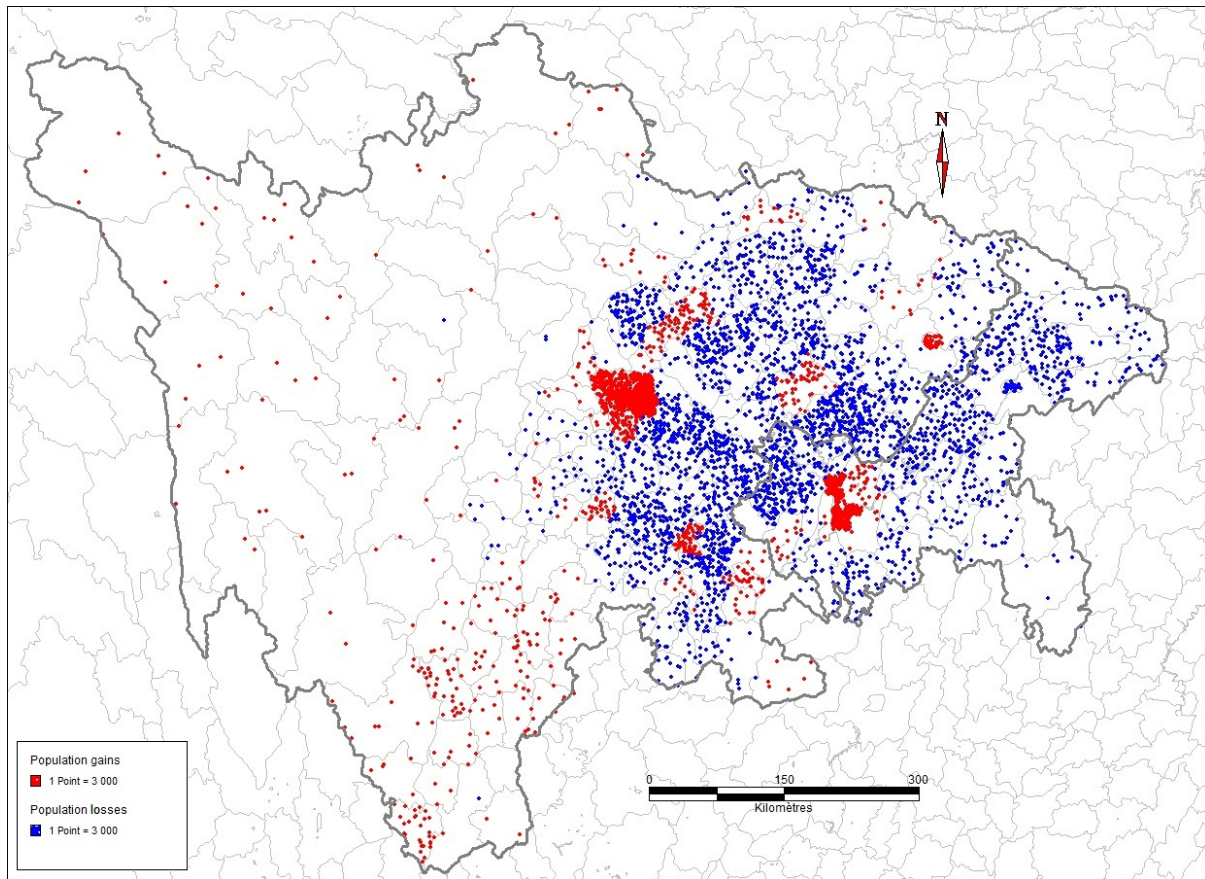 N
Population gains
1 Point = 3 000
Population losses
1 Point = 3 000
0 150 300
Kilomètres